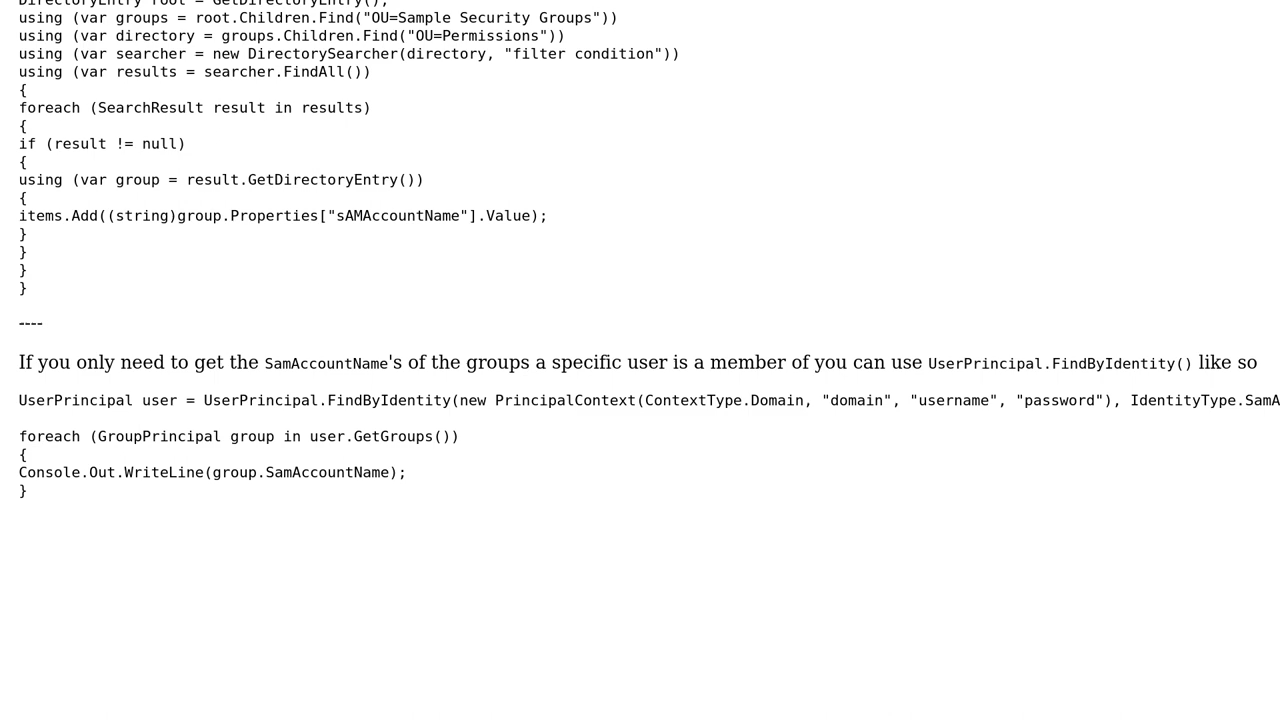 DirectoryEntry root = GetDirectoryEntry();
using (var groups = root.Children.Find("OU=Sample Security Groups"))
using (var directory = groups.Children.Find("OU=Permissions"))
using (var searcher = new DirectorySearcher(directory, "filter condition"))
using (var results = searcher.FindAll())
{
foreach (SearchResult result in results)
{
if (result != null)
{
using (var group = result.GetDirectoryEntry())
{
items.Add((string)group.Properties["sAMAccountName"].Value);
}
}
}
}
----
If you only need to get the SamAccountName's of the groups a specific user is a member of you can use UserPrincipal.FindByIdentity() like so
UserPrincipal user = UserPrincipal.FindByIdentity(new PrincipalContext(ContextType.Domain, "domain", "username", "password"), IdentityType.SamA
foreach (GroupPrincipal group in user.GetGroups())
{
Console.Out.WriteLine(group.SamAccountName);
}